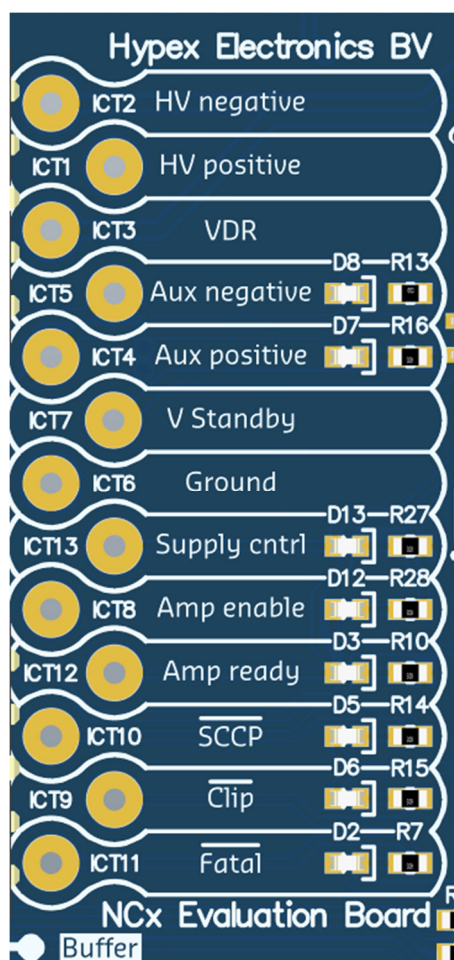 Hypex Electronics BV
ICT2 HV negative
ICT1 HV positive
ICT3 VDR
D8 R13
ICT5 Aux negative
D7 R16
ICT4 Aux positive
ICT7 V Standby
ICT6 Ground
D13 R27
ICT13 Supply cntrl
D12 R28
ICT8 Amp enable
D3 R10
ICT12 Amp ready
D5 R14
ICT10 SCCP
D6 R15
ICT9 Clip
D2 R7
ICT11 Fatal
NCx Evaluation Board
Buffer